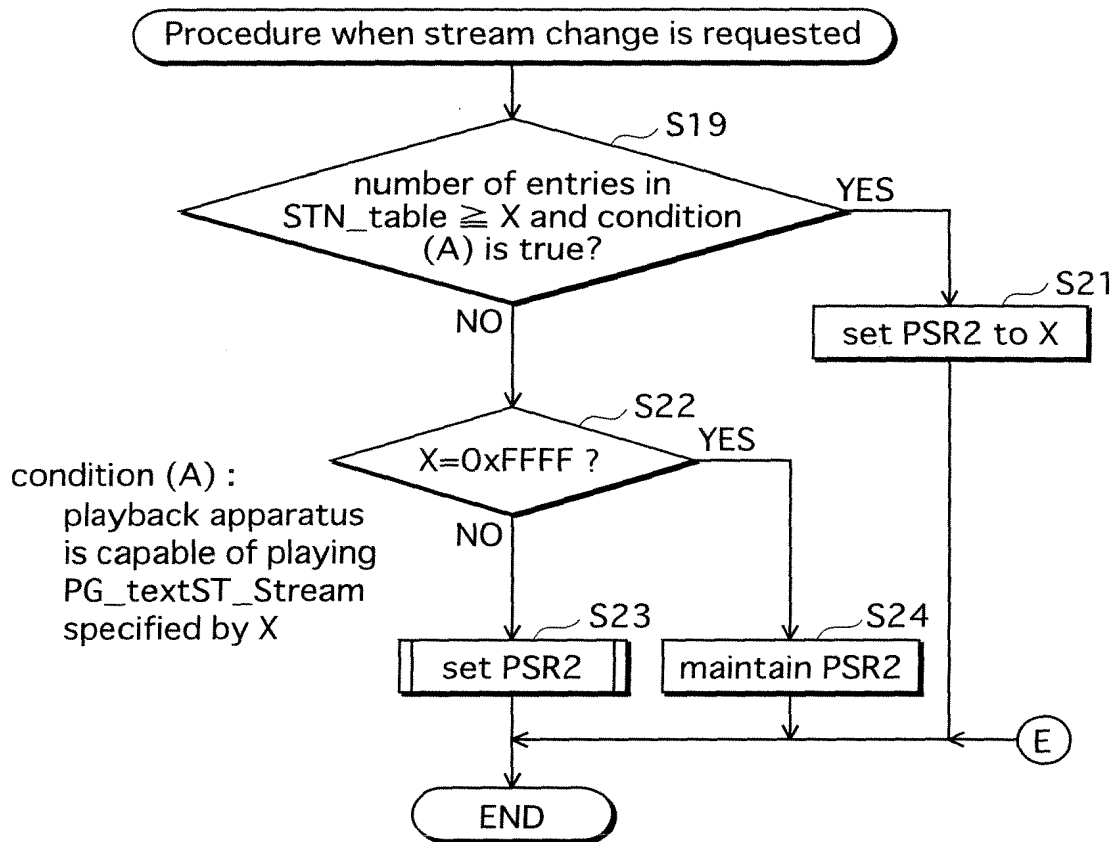 Procedure when stream change is requested
S19
number of entries in
STN_table ≧ X and condition
(A) is true?
YES
NO
S21
set PSR2 to X
S22
X=0xFFFF ?
YES
NO
condition (A) :
playback apparatus
is capable of playing
PG_textST_Stream
specified by X
S23
set PSR2
S24
maintain PSR2
E
END